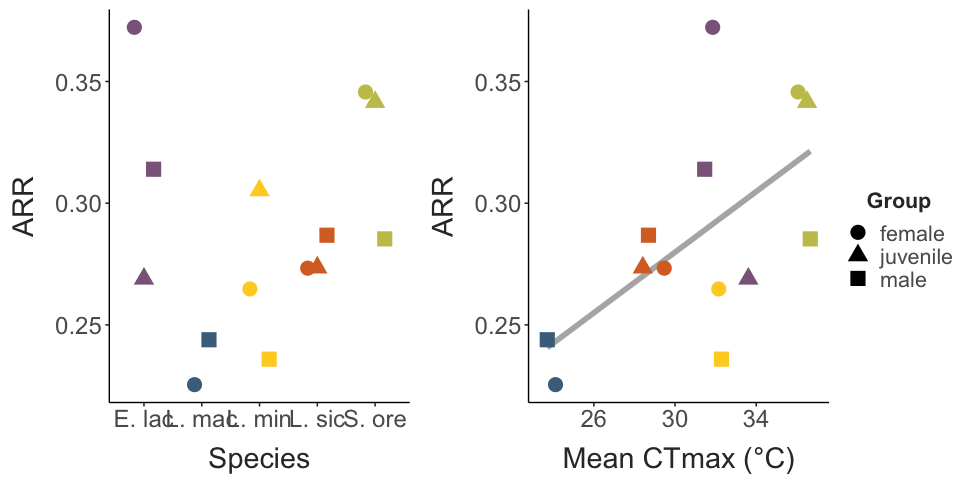 ARR
0.35
0.30
0.25
E. lac
L. mac
L. min
L. sic
S. ore
Species
ARR
0.35
0.30
0.25
26 30 34
Mean CTmax (°C)
Group
female
juvenile
male